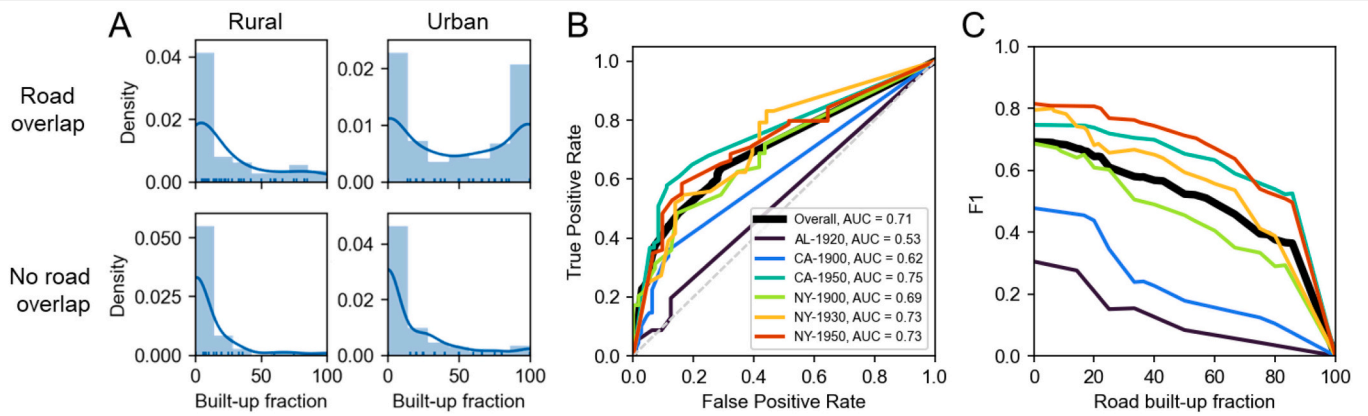 A
Rural
Urban
Road
overlap
Density
0.04
0.02
0.00
0.02
0.01
0.00
No road
overlap
Density
0.050
0.025
0.000
0.04
0.02
0.00
0 50 100
0 50 100
Built-up fraction
Built-up fraction
B
True Positive Rate
1.0
0.8
0.6
0.4
0.2
0.0
Overall, AUC = 0.71
AL-1920, AUC = 0.53
CA-1900, AUC = 0.62
CA-1950, AUC = 0.75
NY-1900, AUC = 0.69
NY-1930, AUC = 0.73
NY-1950, AUC = 0.73
0.0 0.2 0.4 0.6 0.8 1.0
False Positive Rate
C
F1
1.0
0.8
0.6
0.4
0.2
0.0
0 20 40 60 80 100
Road built-up fraction